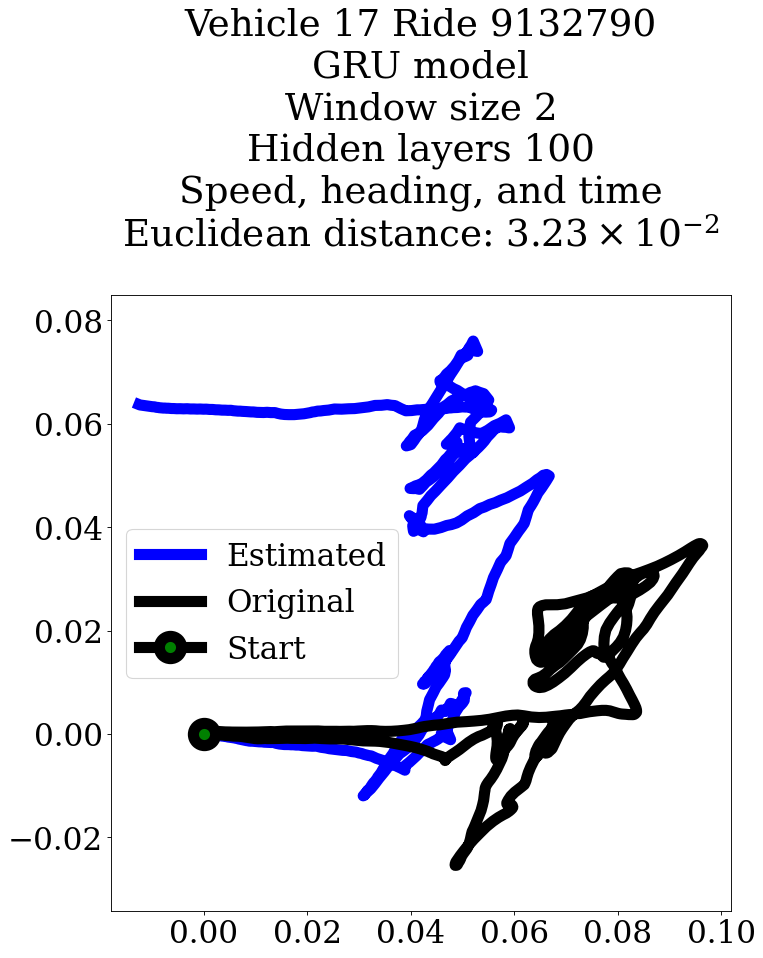 Vehicle 17 Ride 9132790
GRU model
Window size 2
Hidden layers 100
Speed, heading, and time
Euclidean distance: 3.23 × 10⁻²
0.08
0.06
0.04
0.02
0.00
−0.02
Estimated
Original
Start
0.00 0.02 0.04 0.06 0.08 0.10